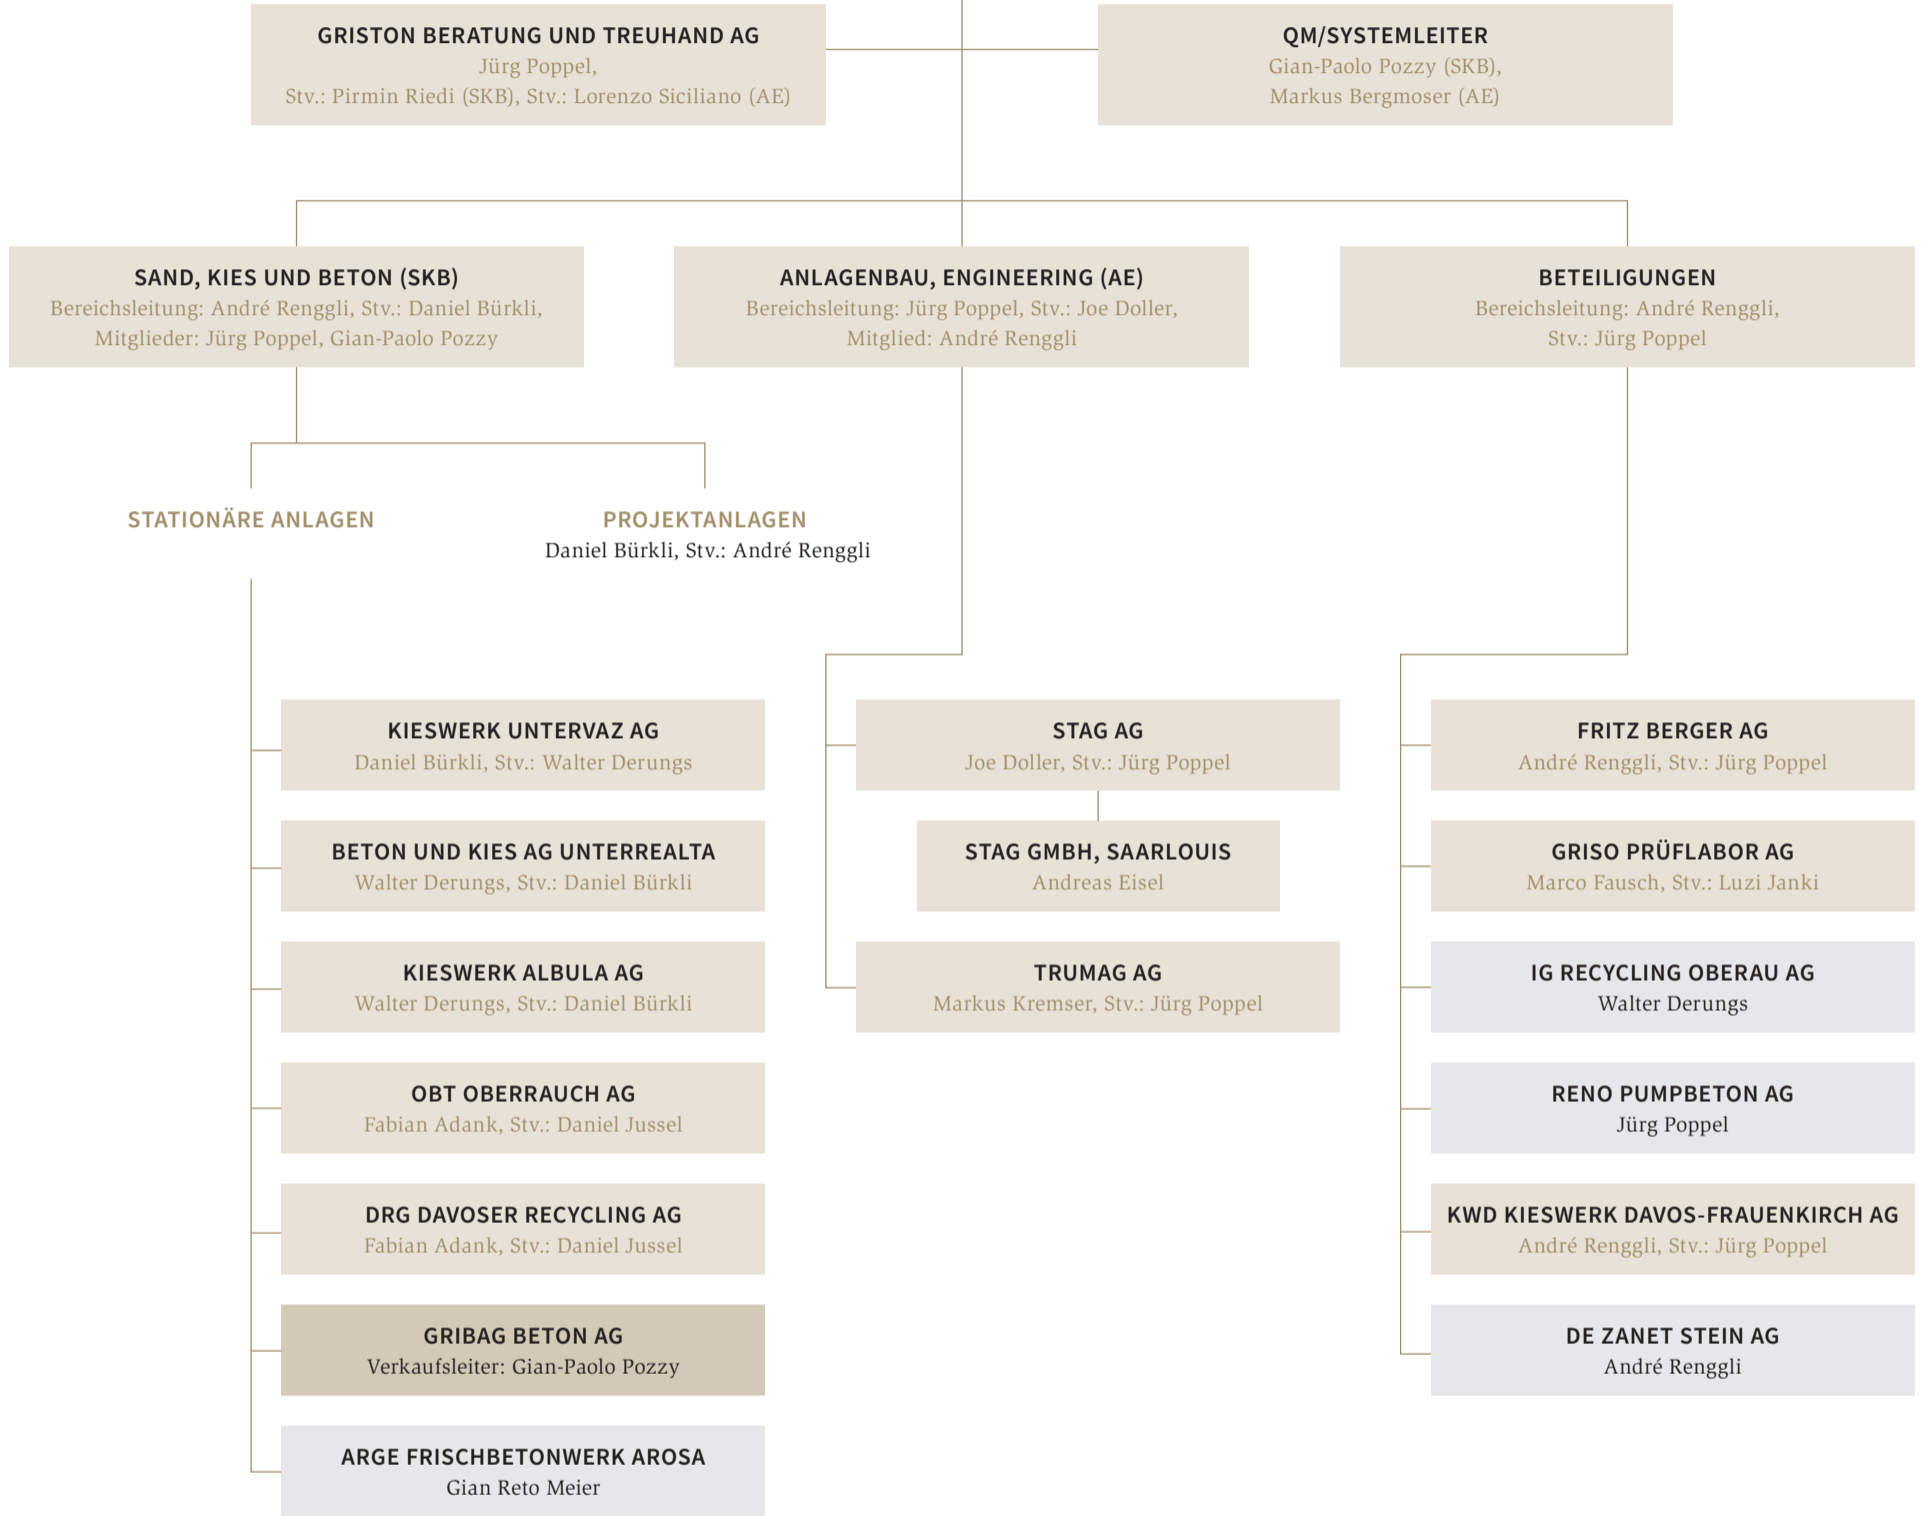 GRISTON BERATUNG UND TREUHAND AG
Jürg Poppel,
Stv.: Pirmin Riedi (SKB), Stv.: Lorenzo Siciliano (AE)
QM/SYSTEMLEITER
Gian-Paolo Pozzy (SKB),
Markus Bergmoser (AE)
SAND, KIES UND BETON (SKB)
Bereichsleitung: André Renggli, Stv.: Daniel Bürkli,
Mitglieder: Jürg Poppel, Gian-Paolo Pozzy
ANLAGENBAU, ENGINEERING (AE)
Bereichsleitung: Jürg Poppel, Stv.: Joe Doller,
Mitglied: André Renggli
BETEILIGUNGEN
Bereichsleitung: André Renggli,
Stv.: Jürg Poppel
STATIONÄRE ANLAGEN
PROJEKTANLAGEN
Daniel Bürkli, Stv.: André Renggli
KIESWERK UNTERVAZ AG
Daniel Bürkli, Stv.: Walter Derungs
BETON UND KIES AG UNTERREALTA
Walter Derungs, Stv.: Daniel Bürkli
KIESWERK ALBULA AG
Walter Derungs, Stv.: Daniel Bürkli
OBT OBERRAUCH AG
Fabian Adank, Stv.: Daniel Jussel
DRG DAVOSER RECYCLING AG
Fabian Adank, Stv.: Daniel Jussel
GRIBAG BETON AG
Verkaufsleiter: Gian-Paolo Pozzy
ARGE FRISCHBETONWERK AROSA
Gian Reto Meier
STAG AG
Joe Doller, Stv.: Jürg Poppel
STAG GMBH, SAARLOUIS
Andreas Eisel
TRUMAG AG
Markus Kremser, Stv.: Jürg Poppel
FRITZ BERGER AG
André Renggli, Stv.: Jürg Poppel
GRISO PRÜFLABOR AG
Marco Fausch, Stv.: Luzi Janki
IG RECYCLING OBERAU AG
Walter Derungs
RENO PUMPBETON AG
Jürg Poppel
KWD KIESWERK DAVOS-FRAUENKIRCH AG
André Renggli, Stv.: Jürg Poppel
DE ZANET STEIN AG
André Renggli